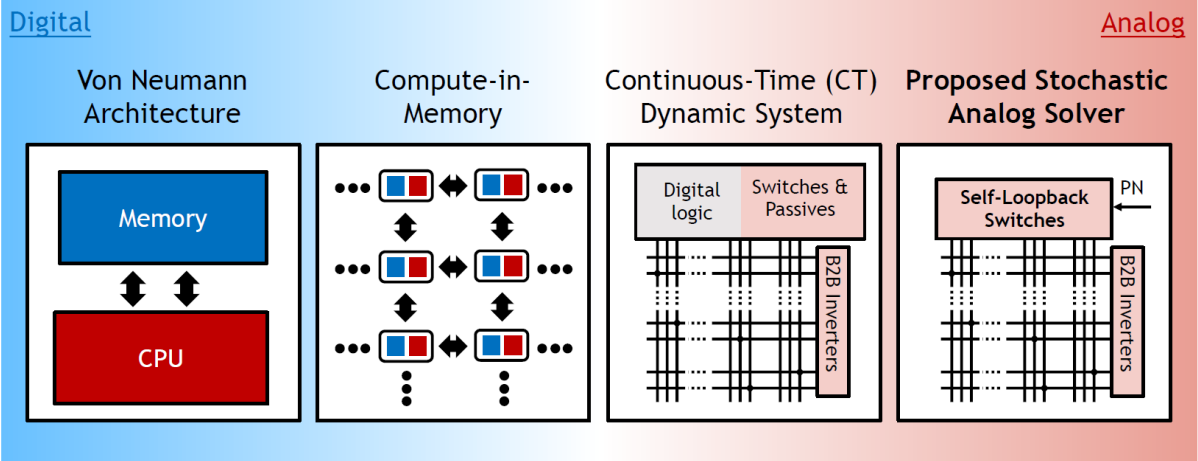 Digital
Analog
Von Neumann
Architecture
Compute-in-
Memory
Continuous-Time (CT)
Dynamic System
Proposed Stochastic
Analog Solver
Memory
CPU
Digital
logic
Switches &
Passives
B2B Inverters
Self-Loopback
Switches
PN
B2B Inverters